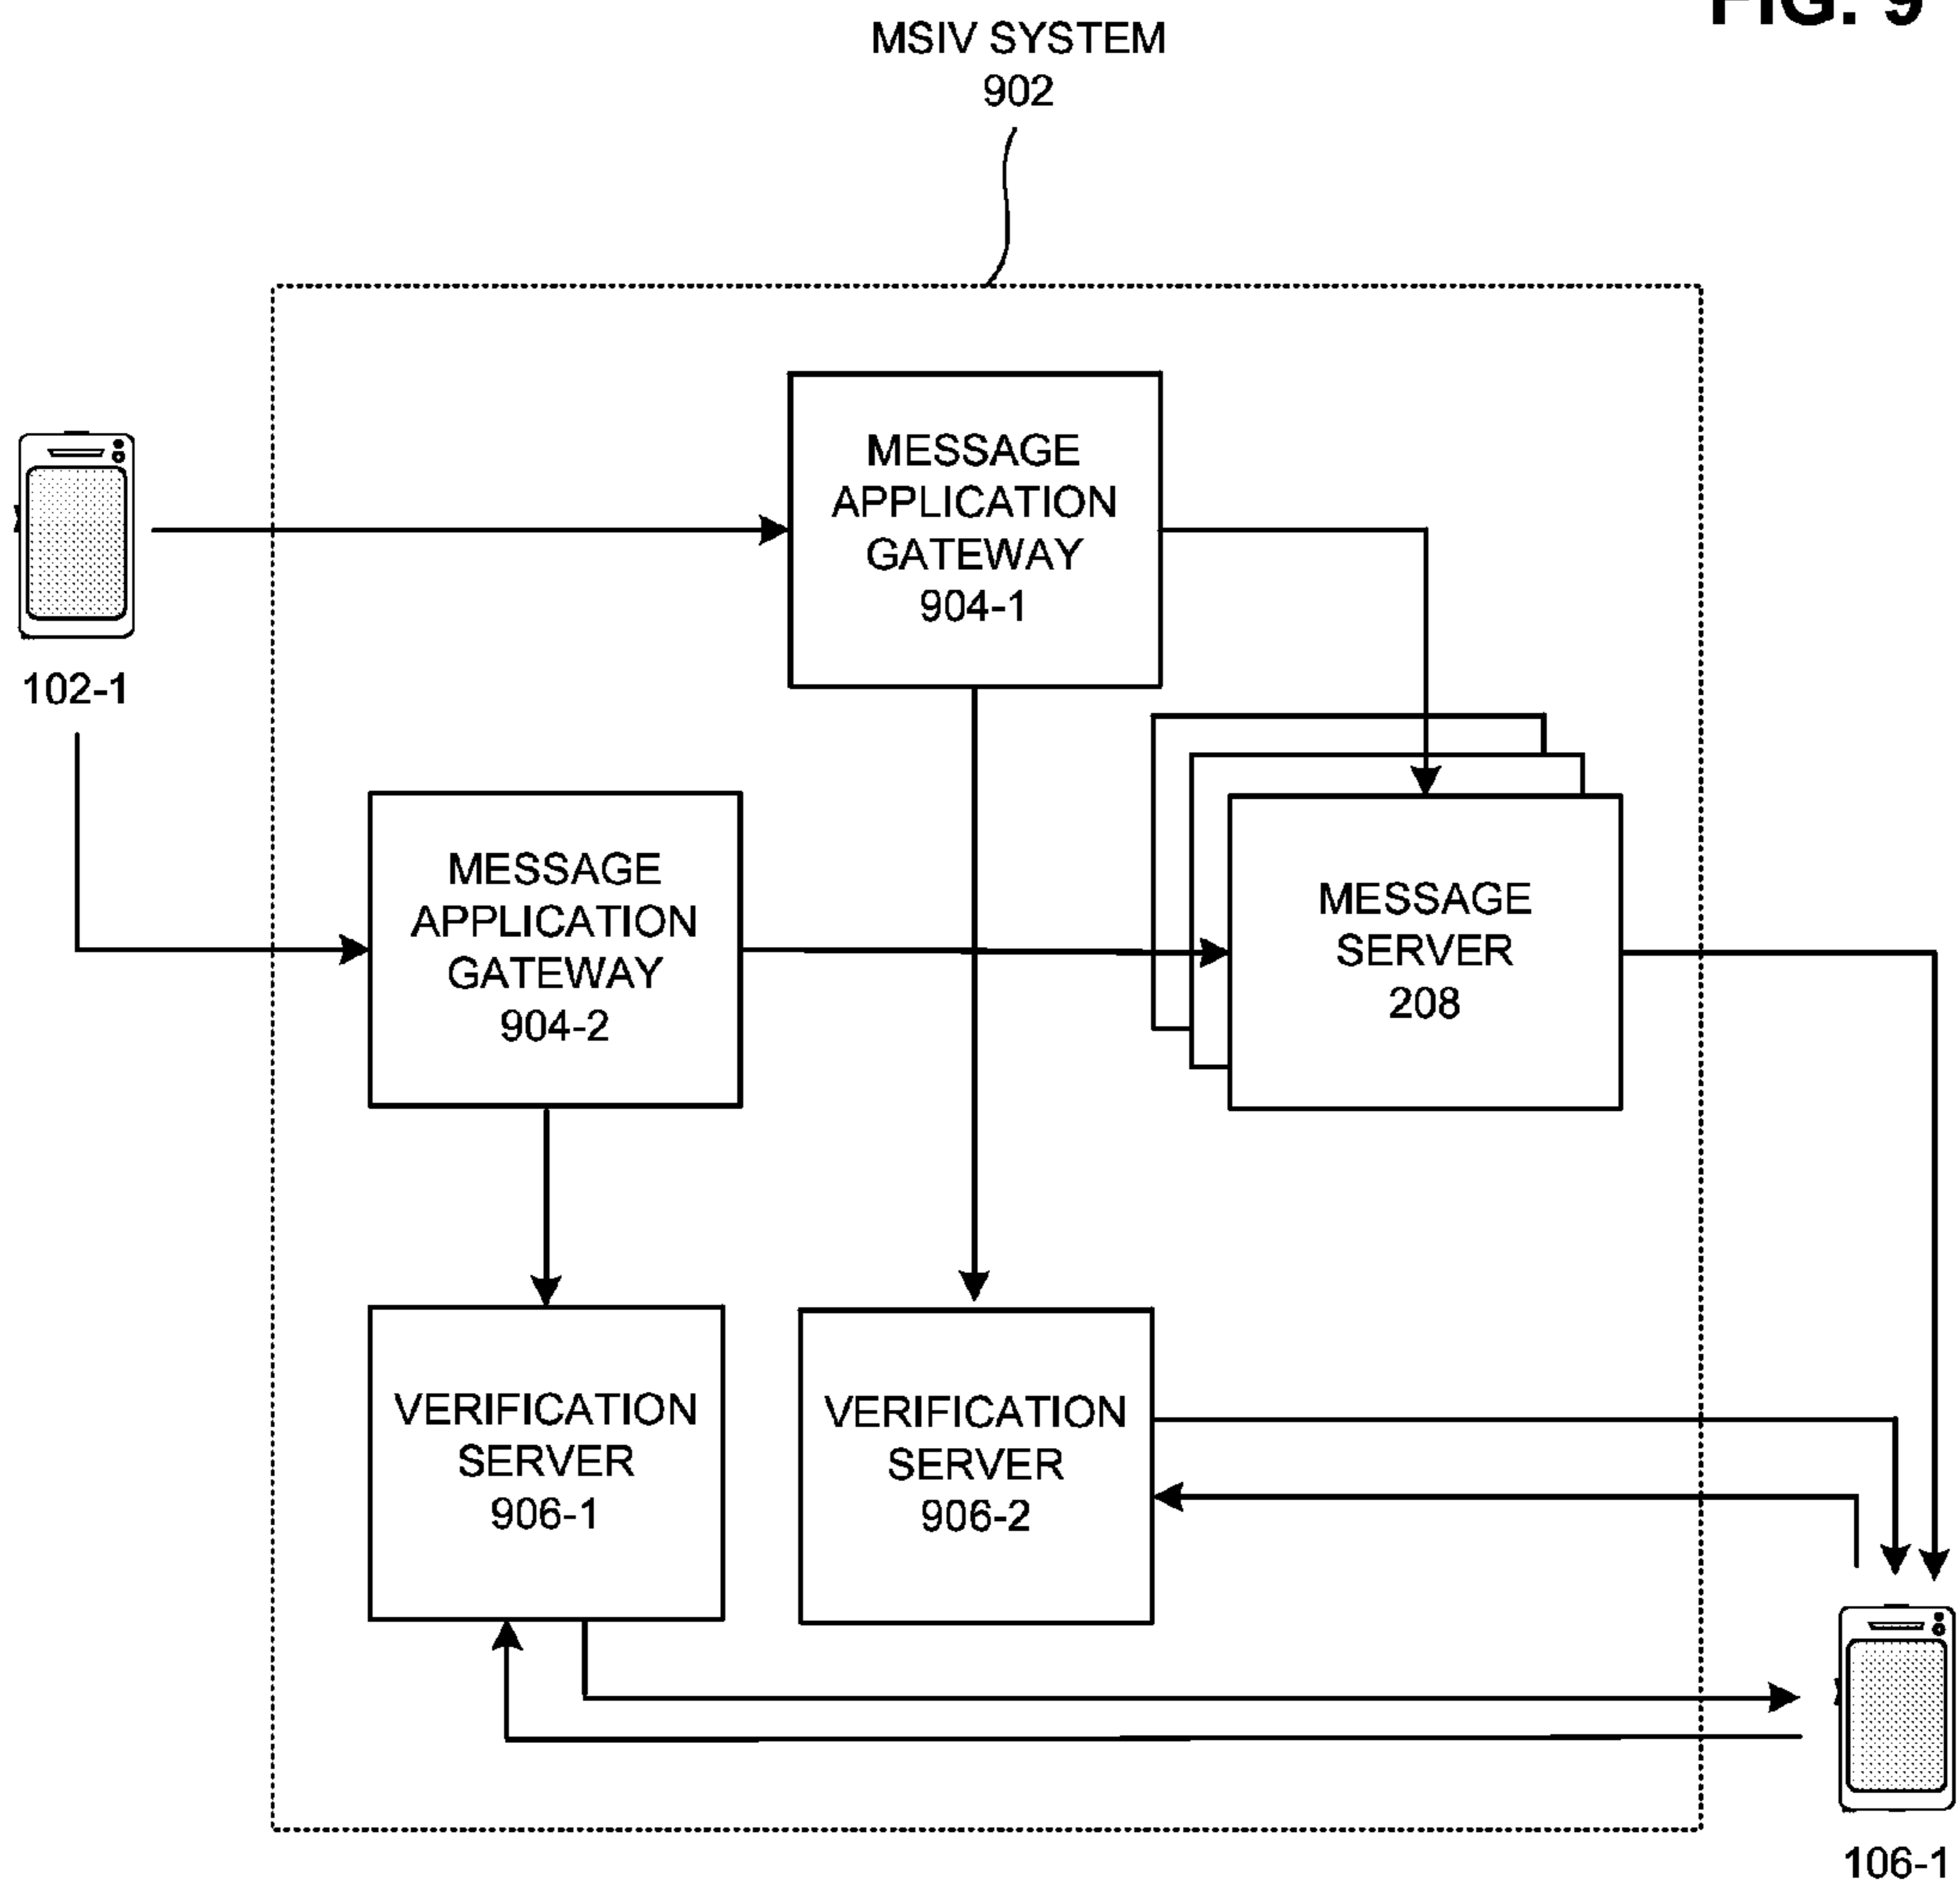 FIG. 9
MSIV SYSTEM
902
MESSAGE
APPLICATION
GATEWAY
904-1
102-1
MESSAGE
APPLICATION
GATEWAY
904-2
MESSAGE
SERVER
208
VERIFICATION
SERVER
906-1
VERIFICATION
SERVER
906-2
106-1